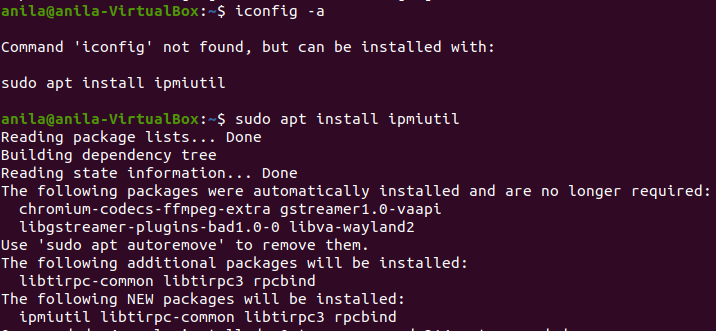 anila@anila-VirtualBox:~$ iconfig -a
Command 'iconfig' not found, but can be installed with:
sudo apt install ipmiutil
anila@anila-VirtualBox:~$ sudo apt install ipmiutil
Reading package lists... Done
Building dependency tree
Reading state information... Done
The following packages were automatically installed and are no longer required:
  chromium-codecs-ffmpeg-extra gstreamer1.0-vaapi
  libgstreamer-plugins-bad1.0-0 libva-wayland2
Use 'sudo apt autoremove' to remove them.
The following additional packages will be installed:
  libtirpc-common libtirpc3 rpcbind
The following NEW packages will be installed:
  ipmiutil libtirpc-common libtirpc3 rpcbind